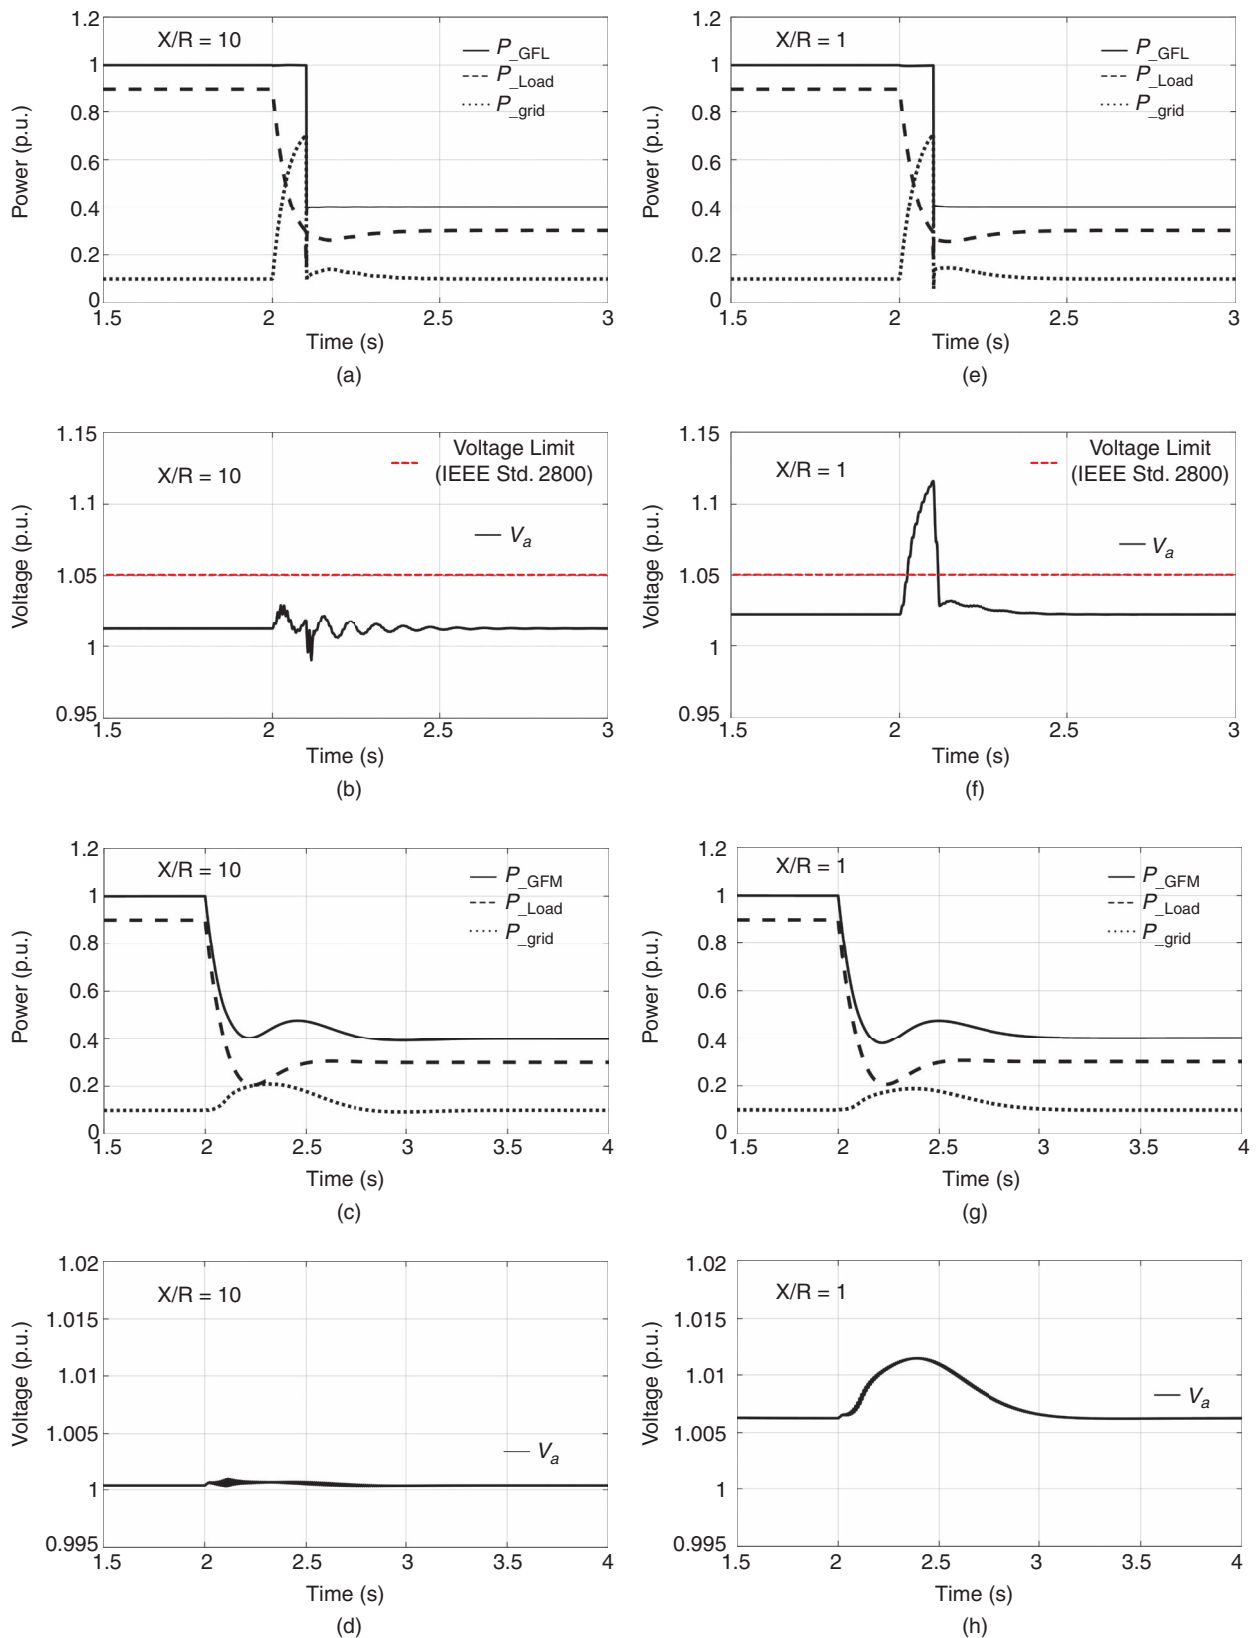 1.2
X/R = 10
P_GFL
P_Load
P_grid
1
0.8
0.6
0.4
0.2
0
Power (p.u.)
1.5 2 2.5 3
Time (s)
(a)
1.2
X/R = 1
P_GFL
P_Load
P_grid
1
0.8
0.6
0.4
0.2
0
Power (p.u.)
1.5 2 2.5 3
Time (s)
(e)
1.15
Voltage Limit
(IEEE Std. 2800)
X/R = 10
1.1
Va
1.05
1
0.95
Voltage (p.u.)
1.5 2 2.5 3
Time (s)
(b)
1.15
Voltage Limit
(IEEE Std. 2800)
X/R = 1
1.1
Va
1.05
1
0.95
Voltage (p.u.)
1.5 2 2.5 3
Time (s)
(f)
1.2
X/R = 10
P_GFM
P_Load
P_grid
1
0.8
0.6
0.4
0.2
0
Power (p.u.)
1.5 2 2.5 3 3.5 4
Time (s)
(c)
1.2
X/R = 1
P_GFM
P_Load
P_grid
1
0.8
0.6
0.4
0.2
0
Power (p.u.)
1.5 2 2.5 3 3.5 4
Time (s)
(g)
1.02
X/R = 10
1.015
1.01
1.005
Va
1
0.995
Voltage (p.u.)
1.5 2 2.5 3 3.5 4
Time (s)
(d)
1.02
X/R = 1
1.015
1.01
Va
1.005
1
0.995
Voltage (p.u.)
1.5 2 2.5 3 3.5 4
Time (s)
(h)